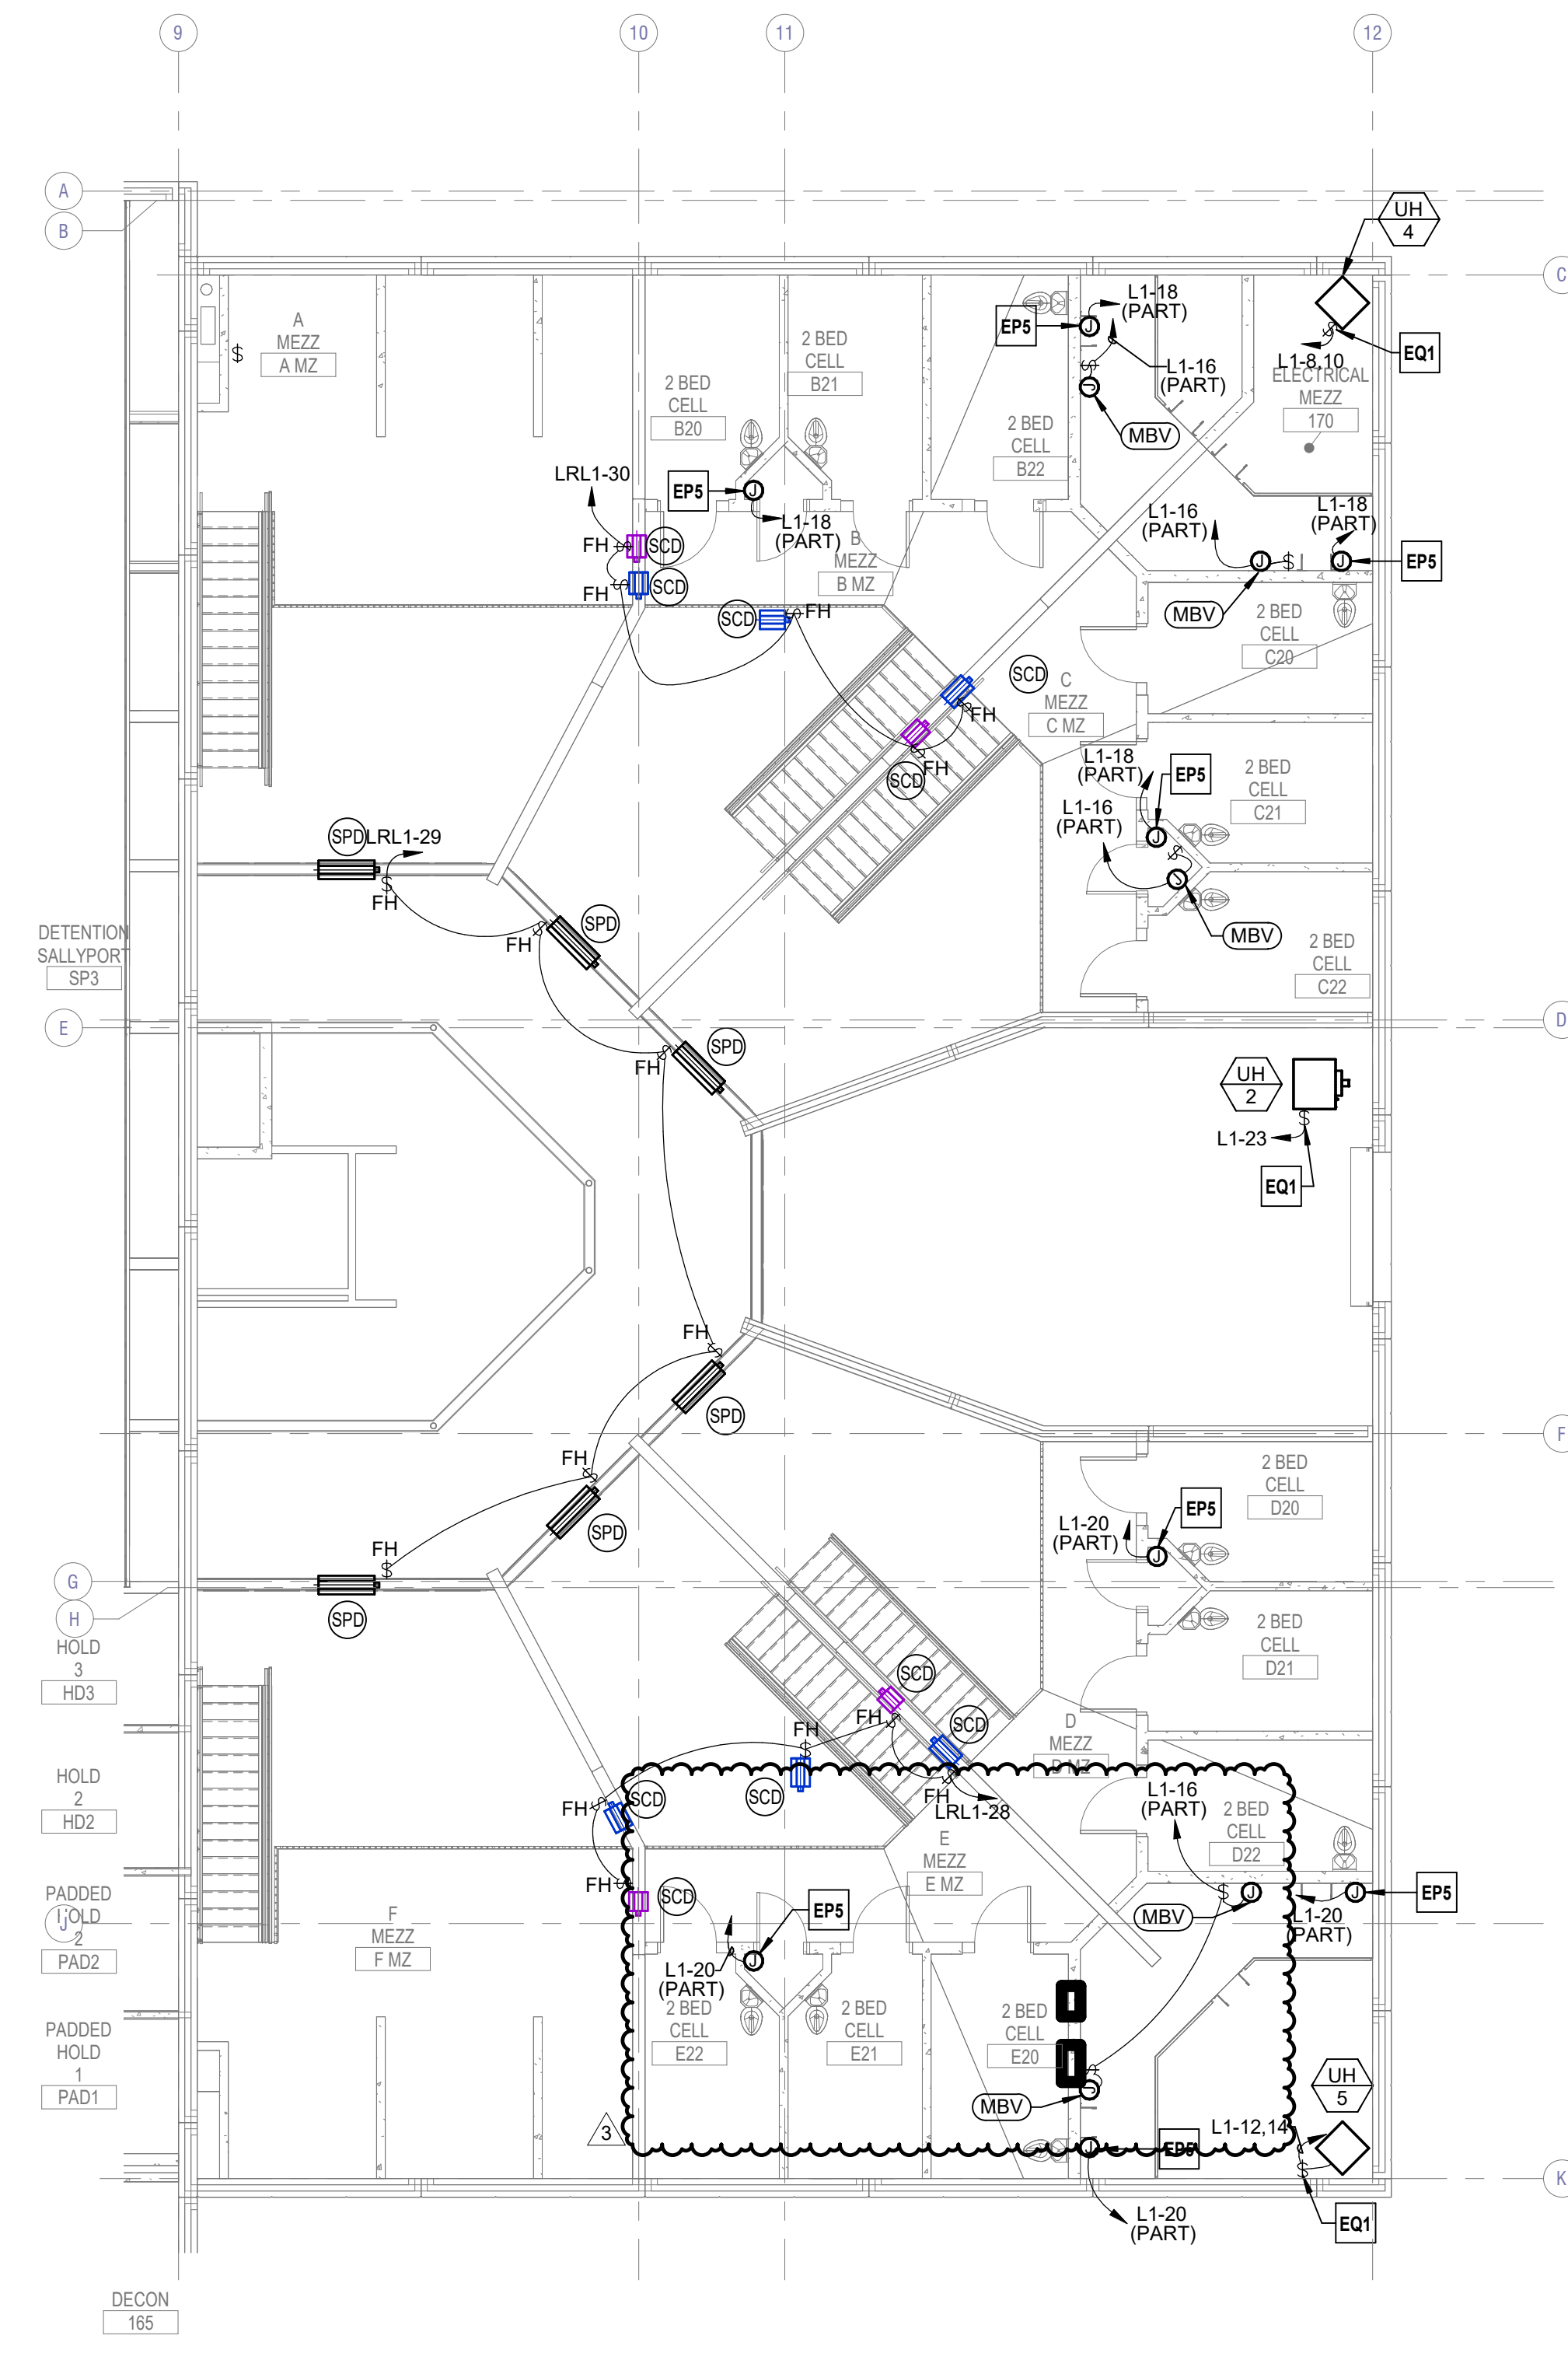 9
10
11
12
A
B
UH
4
C
A
MEZZ
A MZ
$
2 BED
CELL
B20
2 BED
CELL
B21
2 BED
CELL
B22
EP5
J
L1-18
(PART)
L1-16
(PART)
$
J
MBV
$
EQ1
L1-8,10
ELECTRICAL
MEZZ
170
LRL1-30
EP5
J
L1-18
(PART)
B
MEZZ
B MZ
FH
$
SCD
FH
$
SCD
SCD
$
FH
L1-16
(PART)
J
$
MBV
L1-18
(PART)
J
EP5
2 BED
CELL
C20
SCD
C
MEZZ
C MZ
$
FH
$
FH
SCD
L1-18
(PART)
EP5
J
L1-16
(PART)
$
J
MBV
2 BED
CELL
C21
2 BED
CELL
C22
SPD
LRL1-29
$
FH
SPD
FH
$
DETENTION
SALLYPORT
SP3
E
D
SPD
FH
$
UH
2
$
L1-23
EQ1
FH
$
SPD
FH
$
SPD
F
FH
$
SPD
2 BED
CELL
D20
EP5
L1-20
(PART)
J
G
H
HOLD
3
HD3
2 BED
CELL
D21
SCD
FH
$
SCD
FH
$
SCD
D
MEZZ
D MZ
FH
$
LRL1-28
HOLD
2
HD2
SCD
FH
$
L1-16
(PART)
2 BED
CELL
D22
E
MEZZ
E MZ
FH
$
SCD
PADDED
HOLD
2
PAD2
J
F
MEZZ
F MZ
EP5
J
L1-20
(PART)
$
J
MBV
J
EP5
L1-20
(PART)
2 BED
CELL
E22
2 BED
CELL
E21
2 BED
CELL
E20
PADDED
HOLD
1
PAD1
$
J
MBV
UH
5
3
J
EP5
L1-12,14
$
K
L1-20
(PART)
EQ1
DECON
165